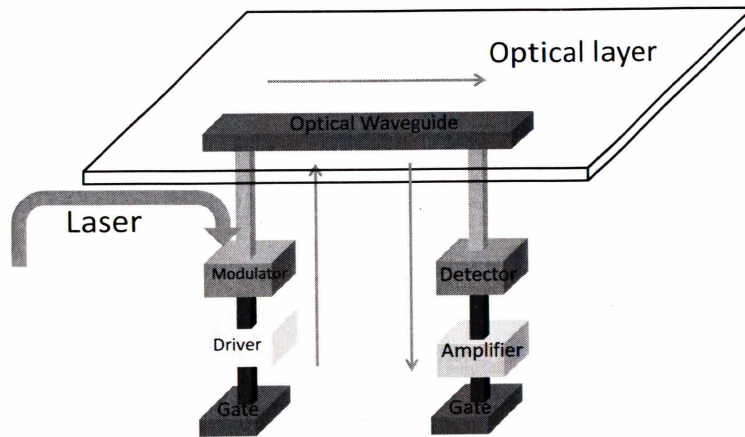 Optical layer
Optical Waveguide
Laser
Modulator
Detector
Driver
Amplifier
Gate
Gate